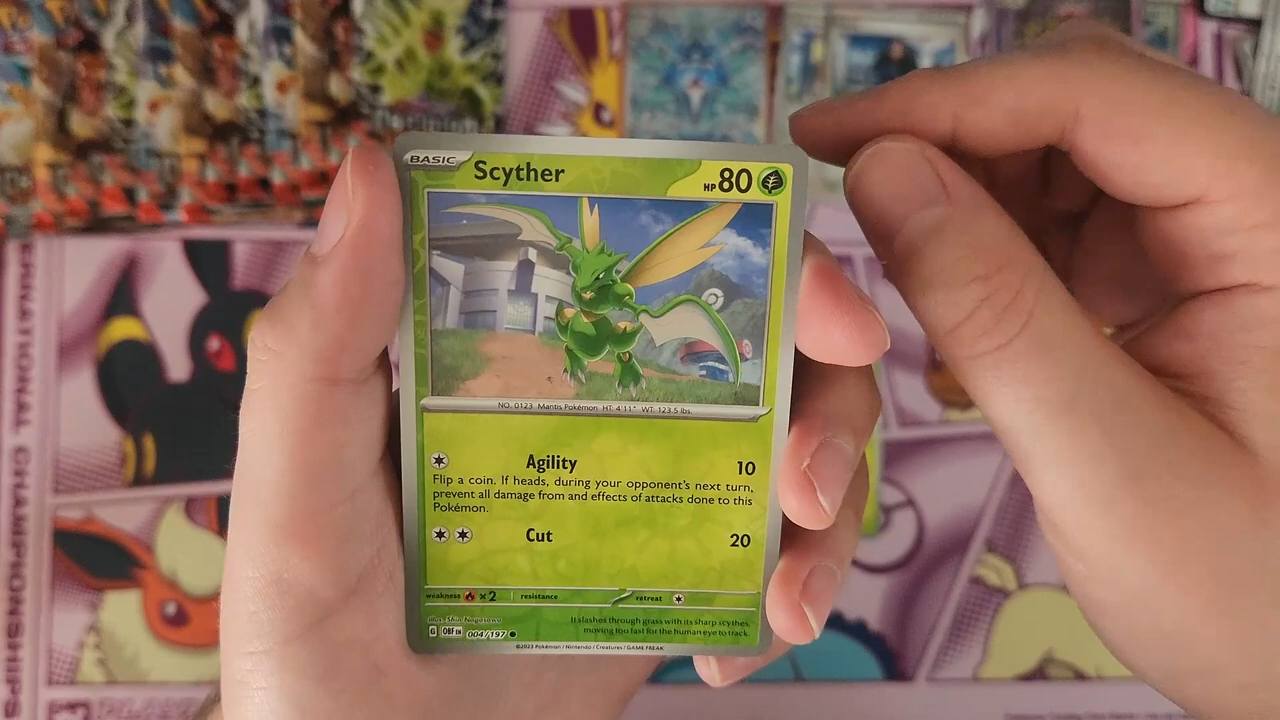 BASIC Scyther HP 80
NO. 0123 Mantis Pokémon HT: 4'11" WT: 123.5 lbs.
Agility 10
Flip a coin. If heads, during your opponent's next turn,
prevent all damage from and effects of attacks done to this
Pokémon.
Cut 20
weakness ×2 resistance retreat
Illus. Shin Nagasawa
It slashes through grass with its sharp scythes,
moving too fast for the human eye to track.
G OBF EN 004/197
©2023 Pokémon / Nintendo / Creatures / GAME FREAK
CHAMPIONSHIPS